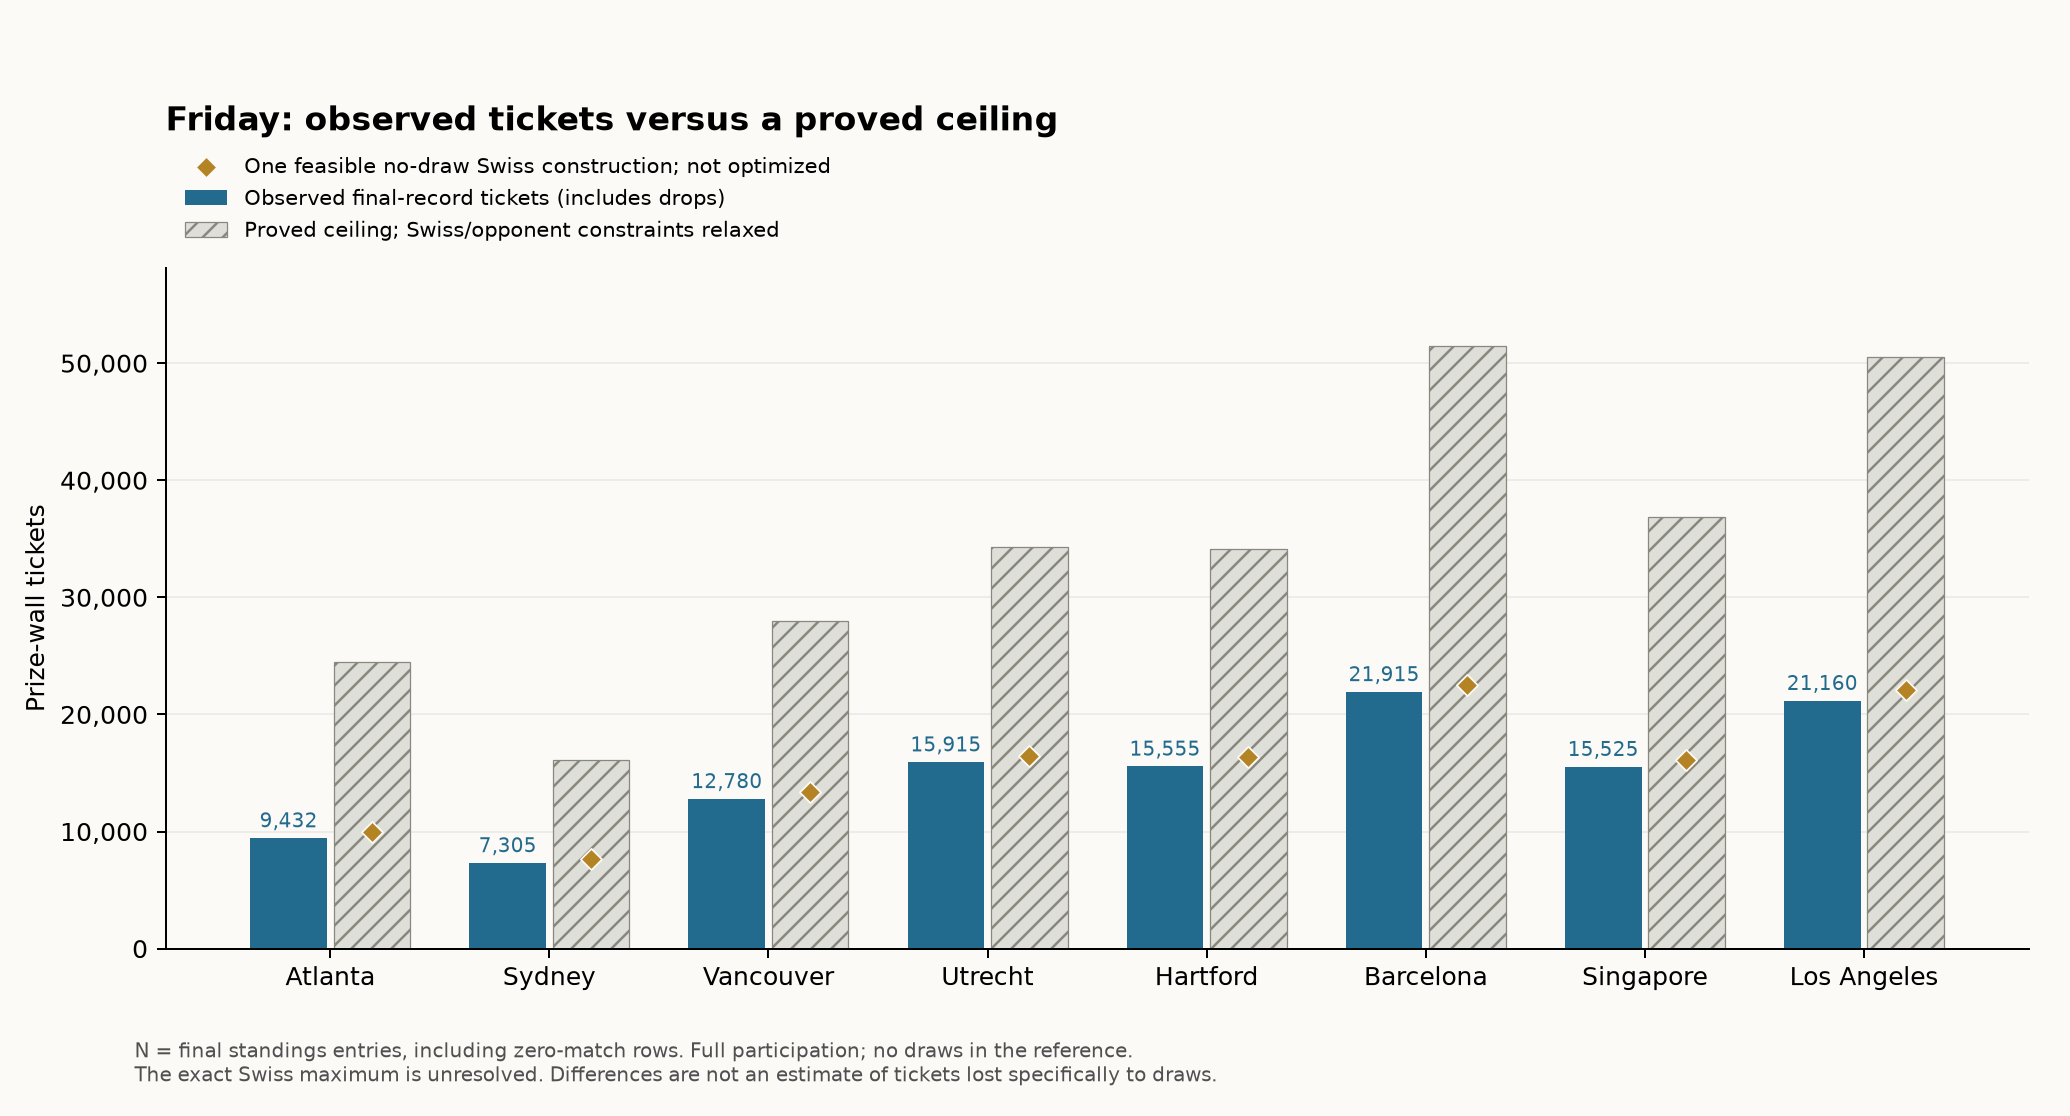 Friday: observed tickets versus a proved ceiling
One feasible no-draw Swiss construction; not optimized
Observed final-record tickets (includes drops)
Proved ceiling; Swiss/opponent constraints relaxed
Prize-wall tickets
50,000
40,000
30,000
20,000
10,000
0
9,432
7,305
12,780
15,915
15,555
21,915
15,525
21,160
Atlanta
Sydney
Vancouver
Utrecht
Hartford
Barcelona
Singapore
Los Angeles
N = final standings entries, including zero-match rows. Full participation; no draws in the reference.
The exact Swiss maximum is unresolved. Differences are not an estimate of tickets lost specifically to draws.